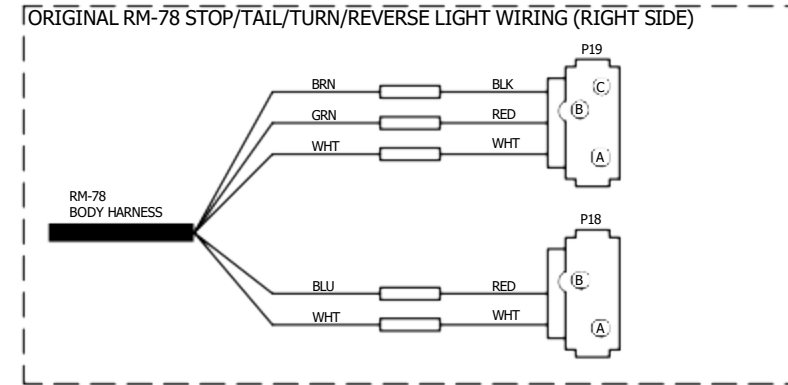 ORIGINAL RM-78 STOP/TAIL/TURN/REVERSE LIGHT WIRING (RIGHT SIDE)
P19
BRN BLK C
GRN RED B
WHT WHT A
RM-78
BODY HARNESS
P18
BLU RED B
WHT WHT A